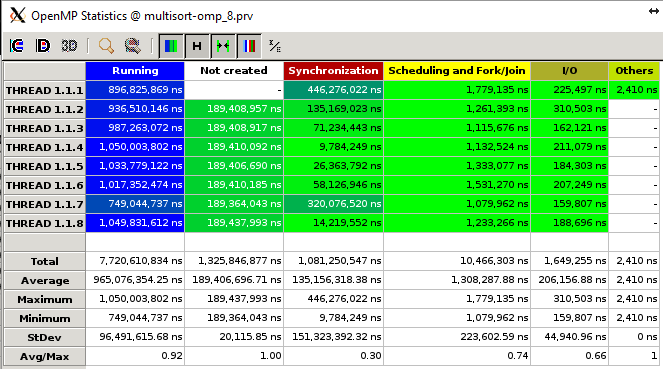 OpenMP Statistics @ multisort-omp_8.prv
3D H
Running Not created Synchronization Scheduling and Fork/Join I/O Others
THREAD 1.1.1 896,825,869 ns - 446,276,022 ns 1,779,135 ns 225,497 ns 2,410 ns
THREAD 1.1.2 936,510,146 ns 189,408,957 ns 135,169,023 ns 1,261,393 ns 310,503 ns -
THREAD 1.1.3 987,263,072 ns 189,408,917 ns 71,234,443 ns 1,115,676 ns 162,121 ns -
THREAD 1.1.4 1,050,003,802 ns 189,410,092 ns 9,784,249 ns 1,132,524 ns 211,079 ns -
THREAD 1.1.5 1,033,779,122 ns 189,406,690 ns 26,363,792 ns 1,333,077 ns 184,303 ns -
THREAD 1.1.6 1,017,352,474 ns 189,410,185 ns 58,126,946 ns 1,531,270 ns 207,249 ns -
THREAD 1.1.7 749,044,737 ns 189,364,043 ns 320,076,520 ns 1,079,962 ns 159,807 ns -
THREAD 1.1.8 1,049,831,612 ns 189,437,993 ns 14,219,552 ns 1,233,266 ns 188,696 ns -
Total 7,720,610,834 ns 1,325,846,877 ns 1,081,250,547 ns 10,466,303 ns 1,649,255 ns 2,410 ns
Average 965,076,354.25 ns 189,406,696.71 ns 135,156,318.38 ns 1,308,287.88 ns 206,156.88 ns 2,410 ns
Maximum 1,050,003,802 ns 189,437,993 ns 446,276,022 ns 1,779,135 ns 310,503 ns 2,410 ns
Minimum 749,044,737 ns 189,364,043 ns 9,784,249 ns 1,079,962 ns 159,807 ns 2,410 ns
StDev 96,491,615.68 ns 20,115.85 ns 151,323,392.32 ns 223,602.59 ns 44,940.96 ns 0 ns
Avg/Max 0.92 1.00 0.30 0.74 0.66 1